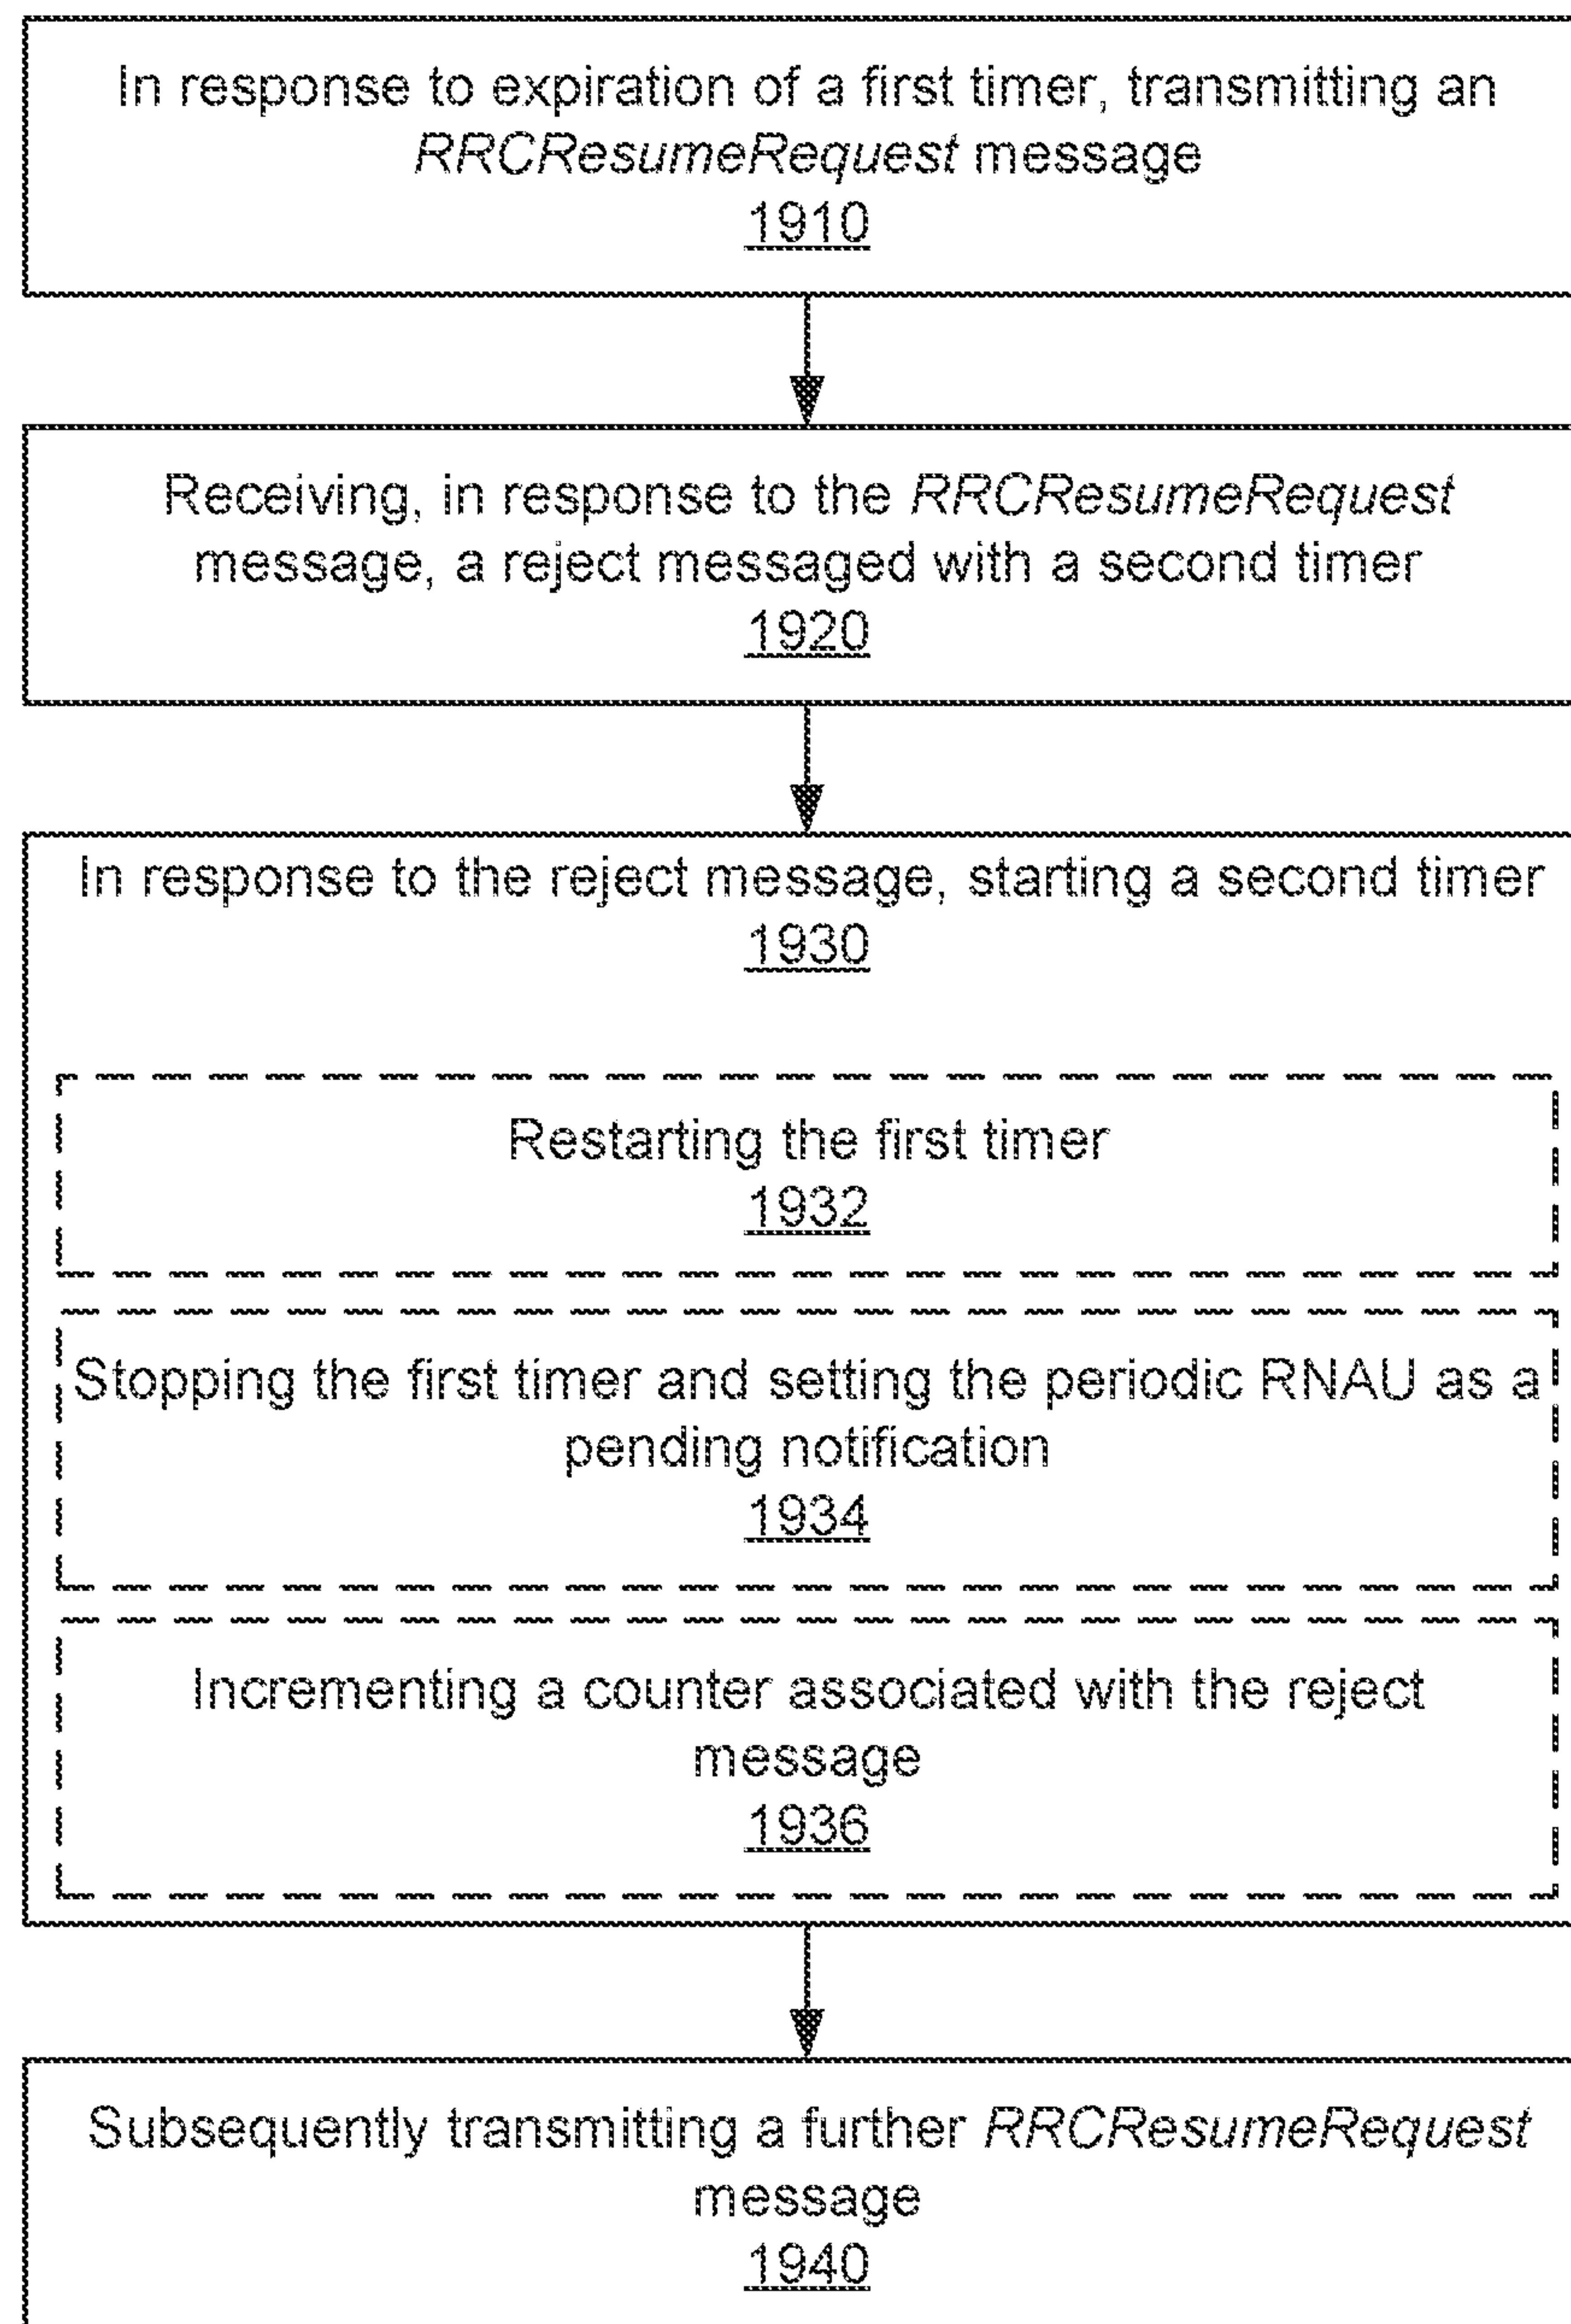 In response to expiration of a first timer, transmitting an
RRCResumeRequest message
1910
Receiving, in response to the RRCResumeRequest
message, a reject messaged with a second timer
1920
In response to the reject message, starting a second timer
1930
Restarting the first timer
1932
Stopping the first timer and setting the periodic RNAU as a
pending notification
1934
Incrementing a counter associated with the reject
message
1936
Subsequently transmitting a further RRCResumeRequest
message
1940